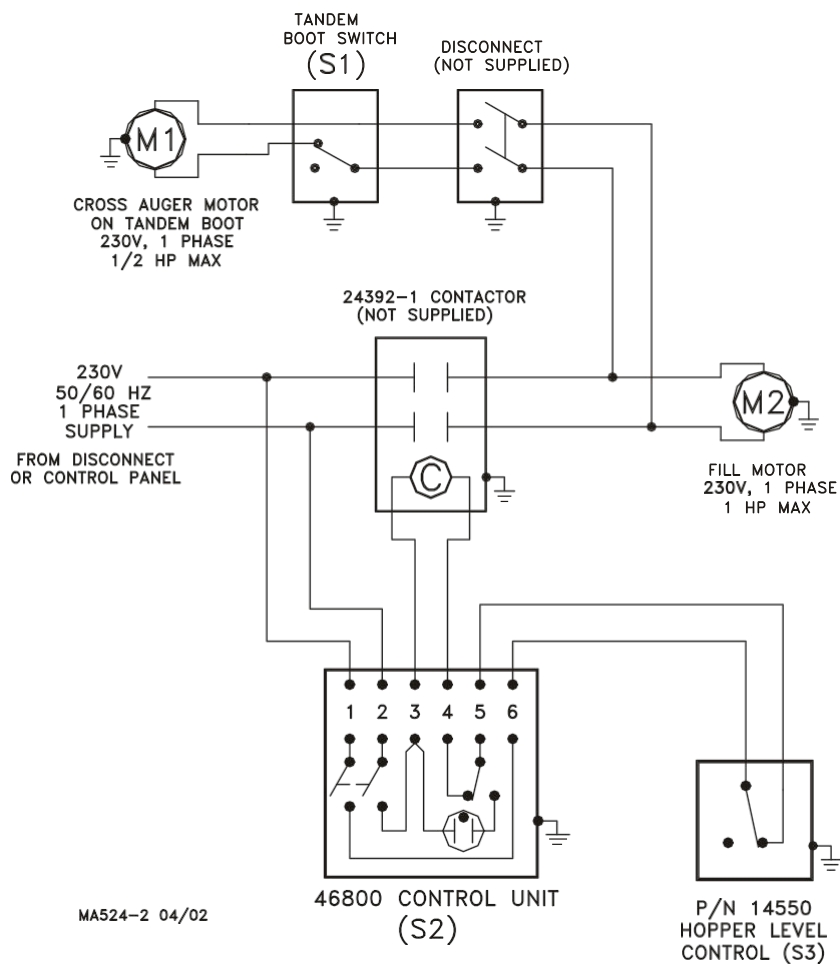 TANDEM
BOOT SWITCH
(S1)
DISCONNECT
(NOT SUPPLIED)
M1
CROSS AUGER MOTOR
ON TANDEM BOOT
230V, 1 PHASE
1/2 HP MAX
24392-1 CONTACTOR
(NOT SUPPLIED)
230V
50/60 HZ
1 PHASE
SUPPLY
FROM DISCONNECT
OR CONTROL PANEL
C
M2
FILL MOTOR
230V, 1 PHASE
1 HP MAX
1 2 3 4 5 6
46800 CONTROL UNIT
(S2)
MA524-2 04/02
P/N 14550
HOPPER LEVEL
CONTROL (S3)